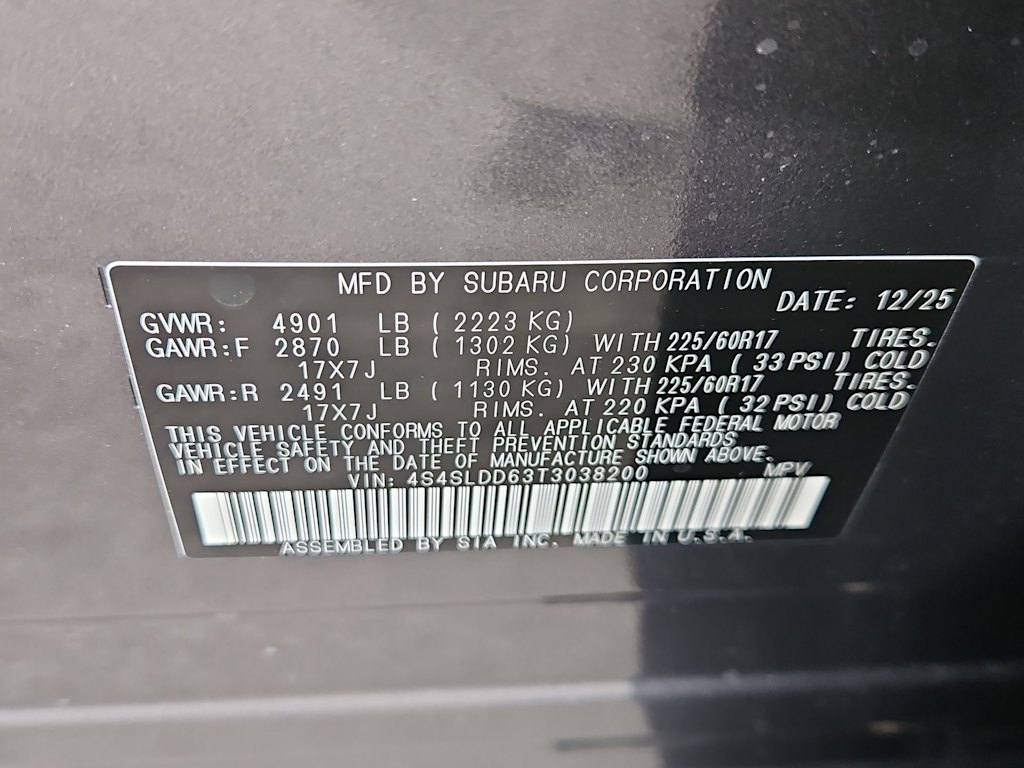 MFD BY SUBARU CORPORATION
DATE: 12/25
GVWR: 4901 LB ( 2223 KG)
GAWR:F 2870 LB ( 1302 KG) WITH 225/60R17 TIRES.
17X7J RIMS. AT 230 KPA ( 33 PSI) COLD
GAWR:R 2491 LB ( 1130 KG) WITH 225/60R17 TIRES.
17X7J RIMS. AT 220 KPA ( 32 PSI) COLD
THIS VEHICLE CONFORMS TO ALL APPLICABLE FEDERAL MOTOR
VEHICLE SAFETY AND THEFT PREVENTION STANDARDS
IN EFFECT ON THE DATE OF MANUFACTURE SHOWN ABOVE.
VIN: 4S4SLDD63T3038200 MPV
ASSEMBLED BY SIA INC. MADE IN U.S.A.